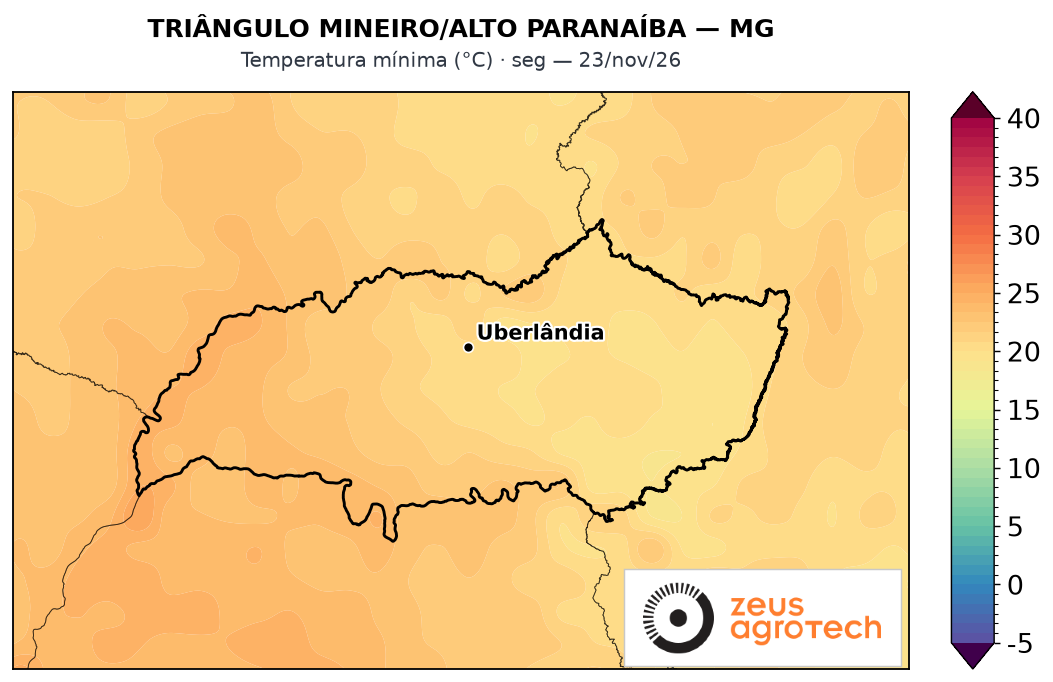 TRIÂNGULO MINEIRO/ALTO PARANAÍBA — MG
Temperatura mínima (°C) · seg — 23/nov/26
Uberlândia
40
35
30
25
20
15
10
5
0
-5
zeus
agrotech